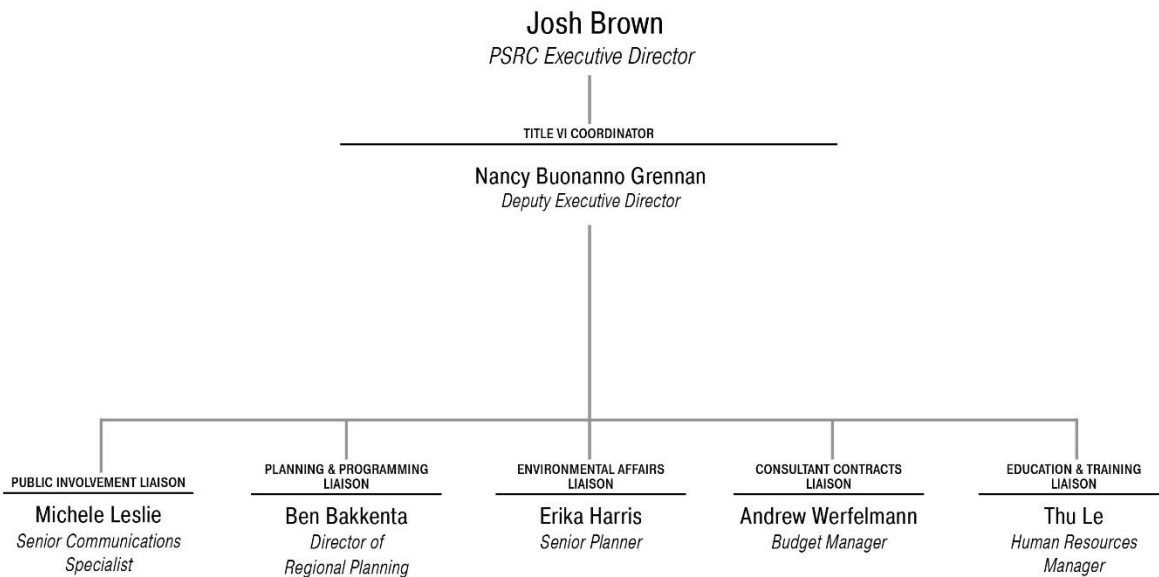 Josh Brown
PSRC Executive Director
TITLE VI COORDINATOR
Nancy Buonanno Grennan
Deputy Executive Director
PUBLIC INVOLVEMENT LIAISON
Michele Leslie
Senior Communications
Specialist
PLANNING & PROGRAMMING
LIAISON
Ben Bakkenta
Director of
Regional Planning
ENVIRONMENTAL AFFAIRS
LIAISON
Erika Harris
Senior Planner
CONSULTANT CONTRACTS
LIAISON
Andrew Werfelmann
Budget Manager
EDUCATION & TRAINING
LIAISON
Thu Le
Human Resources
Manager